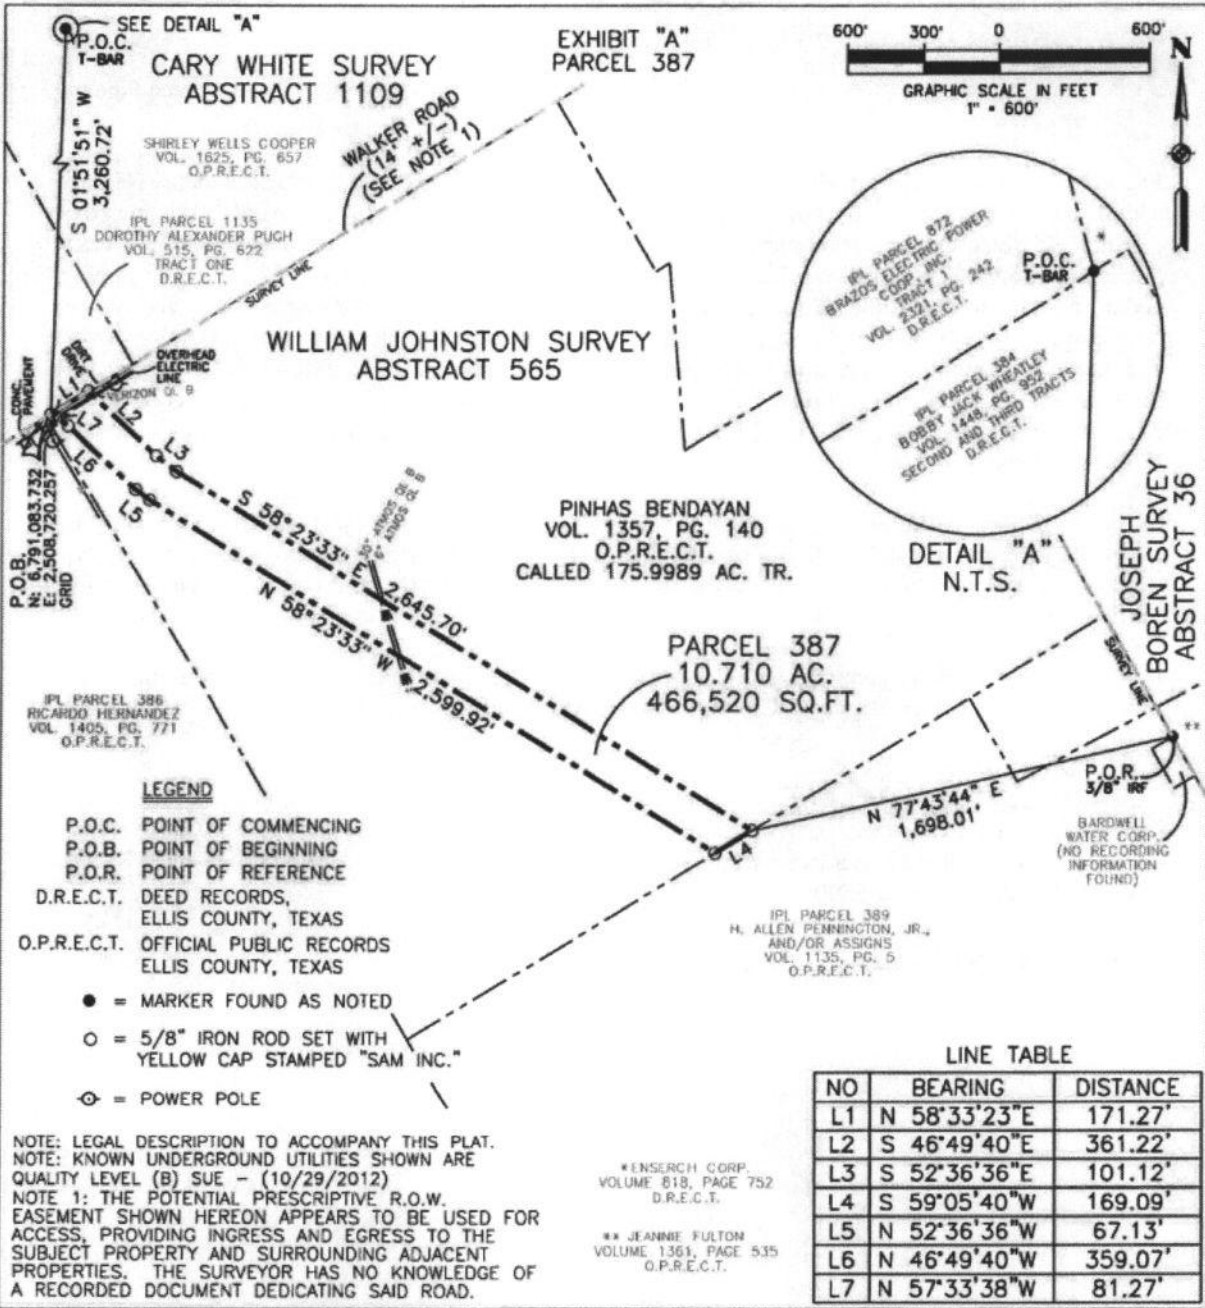 SEE DETAIL "A"
P.O.C.
T-BAR
CARY WHITE SURVEY
ABSTRACT 1109
EXHIBIT "A"
PARCEL 387
600' 300' 0 600'
GRAPHIC SCALE IN FEET
1" = 600'
N
S 01°51'51" W
3,260.72'
SHIRLEY WELLS COOPER
VOL. 1625, PG. 657
O.P.R.E.C.T.
WALKER ROAD
(14' +/-)
(SEE NOTE 1)
IPL PARCEL 1135
DOROTHY ALEXANDER PUGH
VOL. 515, PG. 622
TRACT ONE
D.R.E.C.T.
SURVEY LINE
WILLIAM JOHNSTON SURVEY
ABSTRACT 565
IPL PARCEL 872
BRAZOS ELECTRIC POWER
COOP, INC.
TRACT 1
VOL. 2321, PG. 242
D.R.E.C.T.
P.O.C.
T-BAR
*
IPL PARCEL 384
BOBBY JACK WHEATLEY
VOL. 1448, PG. 952
SECOND AND THIRD TRACTS
D.R.E.C.T.
DETAIL "A"
N.T.S.
CONC.
PAVEMENT
DIRT
DRIVE
OVERHEAD
ELECTRIC
LINE
VERIZON QL B
L1
L2
L3
L7
L6
L5
P.O.B.
N: 6,791,083.732
E: 2,508,720.257
GRID
S 58°23'33" E 2,645.70'
N 58°23'33" W 2,599.92'
30" ATMOS QL B
6" ATMOS QL B
PINHAS BENDAYAN
VOL. 1357, PG. 140
O.P.R.E.C.T.
CALLED 175.9989 AC. TR.
JOSEPH
BOREN SURVEY
ABSTRACT 36
SURVEY LINE
PARCEL 387
10.710 AC.
466,520 SQ.FT.
IPL PARCEL 386
RICARDO HERNANDEZ
VOL. 1405, PG. 771
O.P.R.E.C.T.
**
P.O.R.
3/8" IRF
N 77°43'44" E
1,698.01'
L4
BARDWELL
WATER CORP.
(NO RECORDING
INFORMATION
FOUND)
IPL PARCEL 389
H. ALLEN PENNINGTON, JR.,
AND/OR ASSIGNS
VOL. 1135, PG. 5
O.P.R.E.C.T.
LEGEND
P.O.C. POINT OF COMMENCING
P.O.B. POINT OF BEGINNING
P.O.R. POINT OF REFERENCE
D.R.E.C.T. DEED RECORDS,
ELLIS COUNTY, TEXAS
O.P.R.E.C.T. OFFICIAL PUBLIC RECORDS
ELLIS COUNTY, TEXAS
● = MARKER FOUND AS NOTED
○ = 5/8" IRON ROD SET WITH
YELLOW CAP STAMPED "SAM INC."
= POWER POLE
NOTE: LEGAL DESCRIPTION TO ACCOMPANY THIS PLAT.
NOTE: KNOWN UNDERGROUND UTILITIES SHOWN ARE
QUALITY LEVEL (B) SUE - (10/29/2012)
NOTE 1: THE POTENTIAL PRESCRIPTIVE R.O.W.
EASEMENT SHOWN HEREON APPEARS TO BE USED FOR
ACCESS, PROVIDING INGRESS AND EGRESS TO THE
SUBJECT PROPERTY AND SURROUNDING ADJACENT
PROPERTIES. THE SURVEYOR HAS NO KNOWLEDGE OF
A RECORDED DOCUMENT DEDICATING SAID ROAD.
*ENSERCH CORP.
VOLUME 818, PAGE 752
D.R.E.C.T.
** JEANNIE FULTON
VOLUME 1361, PAGE 535
O.P.R.E.C.T.
LINE TABLE
NO BEARING DISTANCE
L1 N 58°33'23"E 171.27'
L2 S 46°49'40"E 361.22'
L3 S 52°36'36"E 101.12'
L4 S 59°05'40"W 169.09'
L5 N 52°36'36"W 67.13'
L6 N 46°49'40"W 359.07'
L7 N 57°33'38"W 81.27'